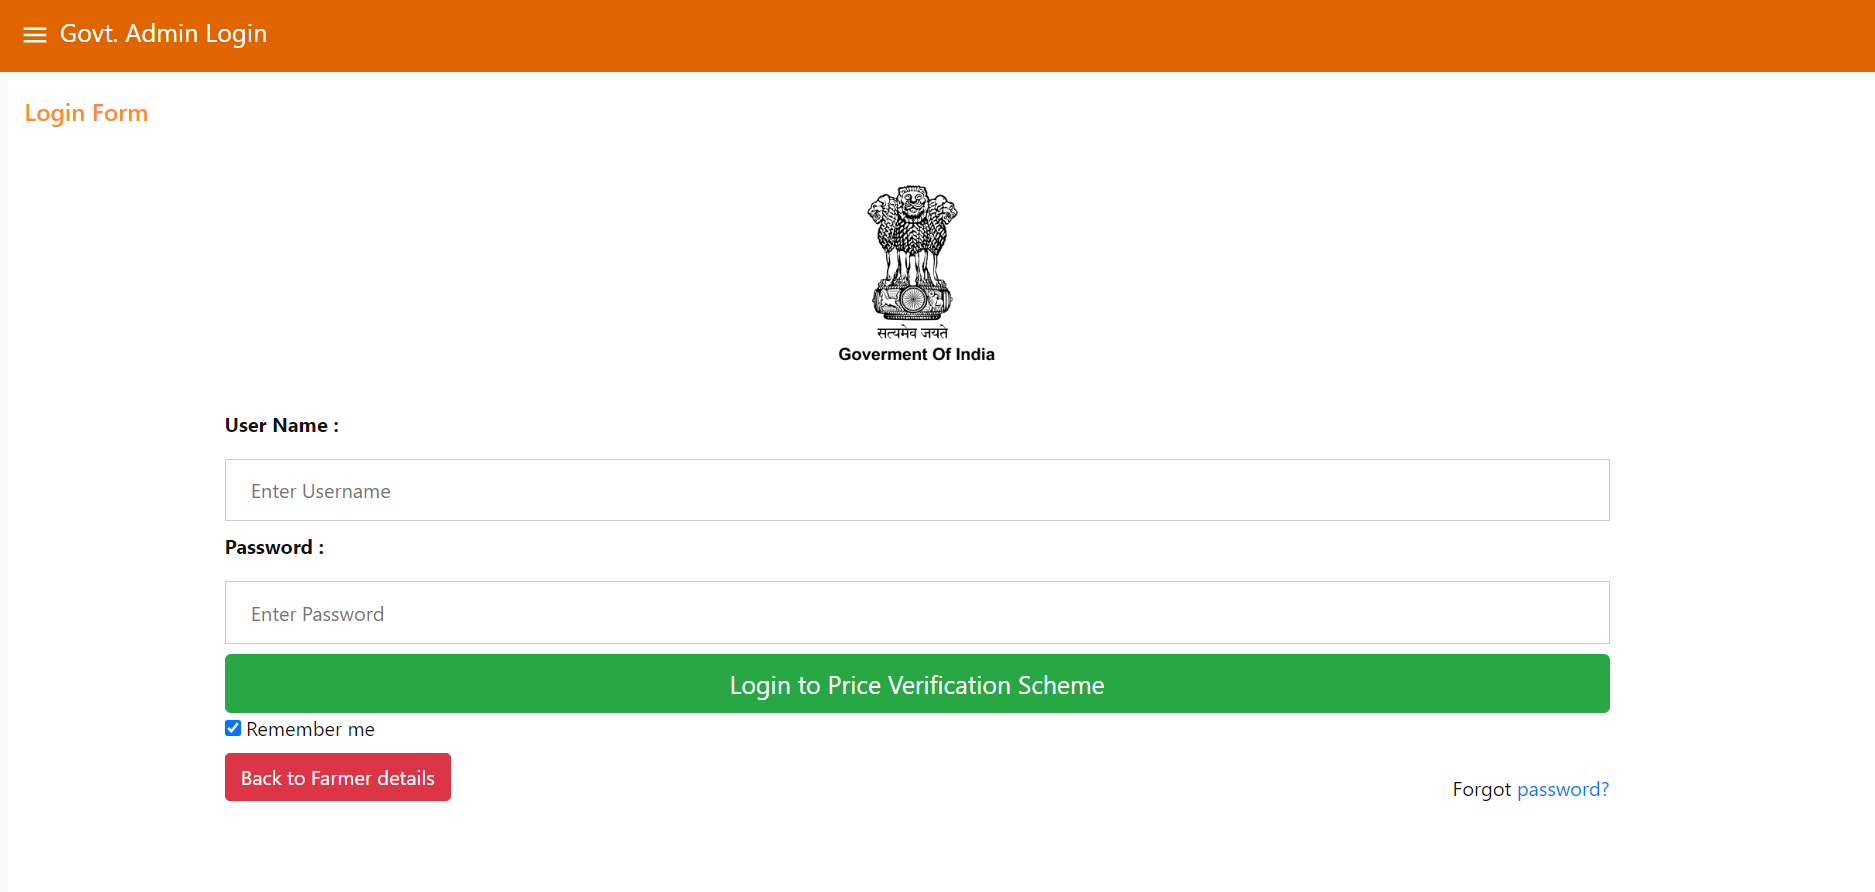 Govt. Admin Login
Login Form
सत्यमेव जयते
Goverment Of India
User Name :
Enter Username
Password :
Enter Password
Login to Price Verification Scheme
Remember me
Back to Farmer details
Forgot password?